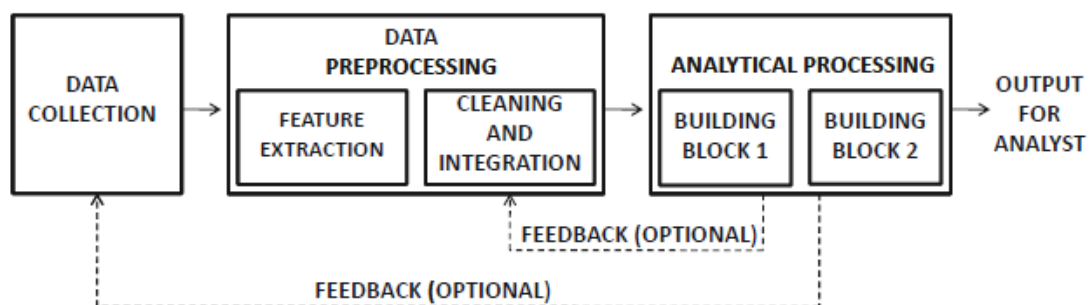 DATA
COLLECTION
DATA
PREPROCESSING
FEATURE
EXTRACTION
CLEANING
AND
INTEGRATION
ANALYTICAL PROCESSING
BUILDING
BLOCK 1
BUILDING
BLOCK 2
OUTPUT
FOR
ANALYST
FEEDBACK (OPTIONAL)
FEEDBACK (OPTIONAL)